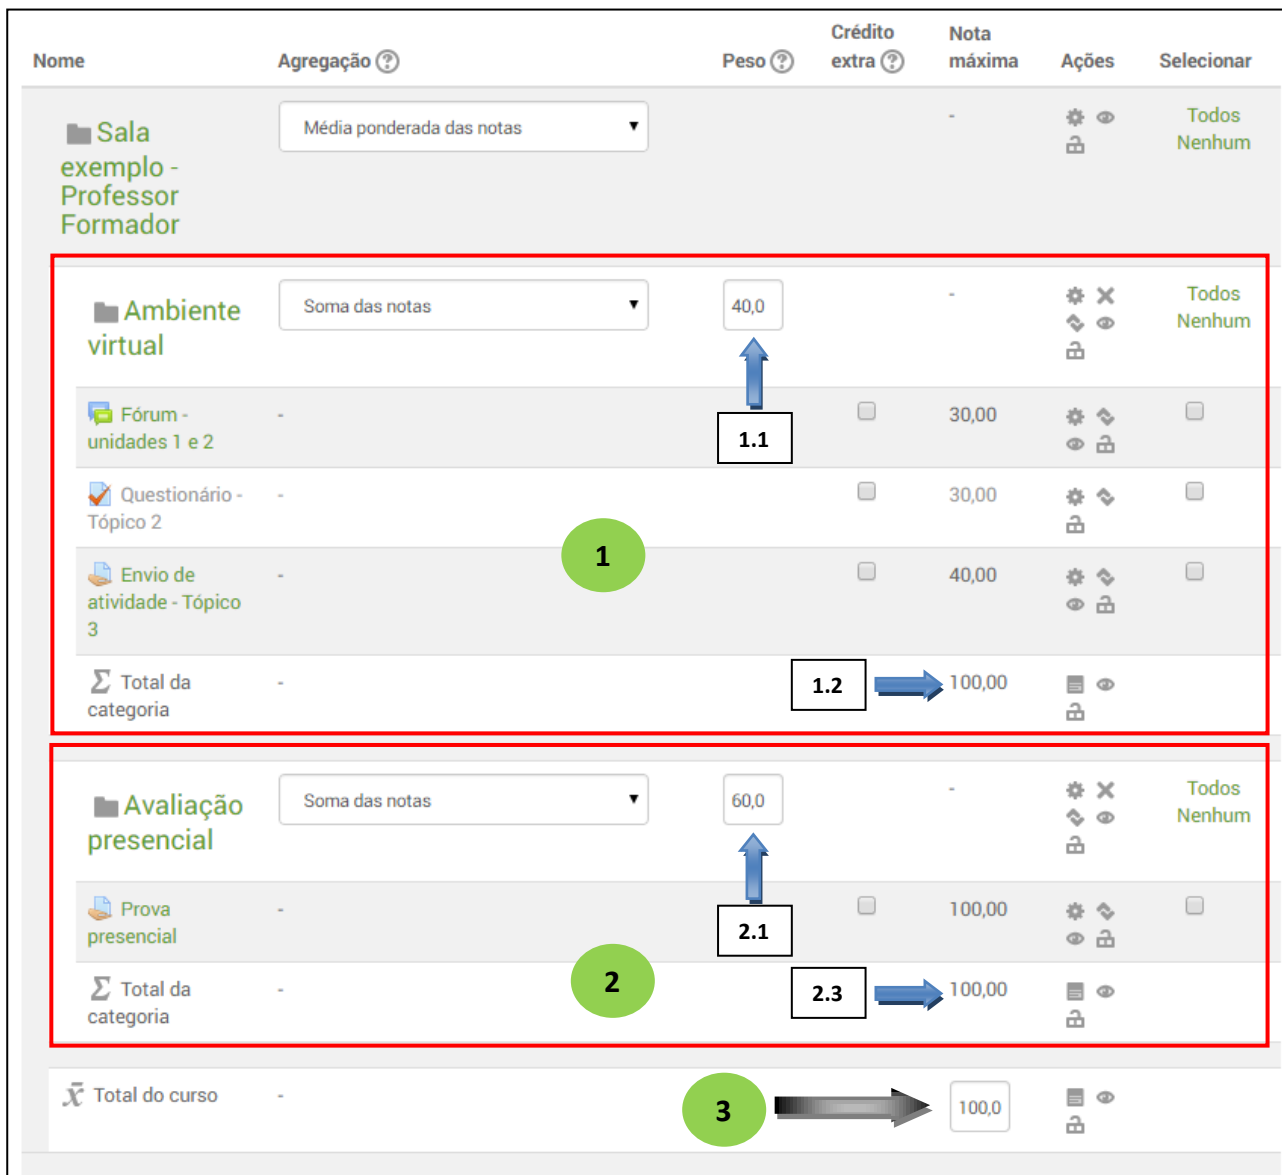 Nome Agregação ? Peso ? Crédito extra ? Nota máxima Ações Selecionar
Sala exemplo - Professor Formador
Média ponderada das notas
-
Todos
Nenhum
Ambiente virtual
Soma das notas
40,0
-
Todos
Nenhum
1.1
Fórum - unidades 1 e 2
-
30,00
Questionário - Tópico 2
-
30,00
1
Envio de atividade - Tópico 3
-
40,00
Total da categoria
-
1.2
100,00
Avaliação presencial
Soma das notas
60,0
-
Todos
Nenhum
2.1
Prova presencial
-
100,00
2
Total da categoria
-
2.3
100,00
Total do curso
-
3
100,0